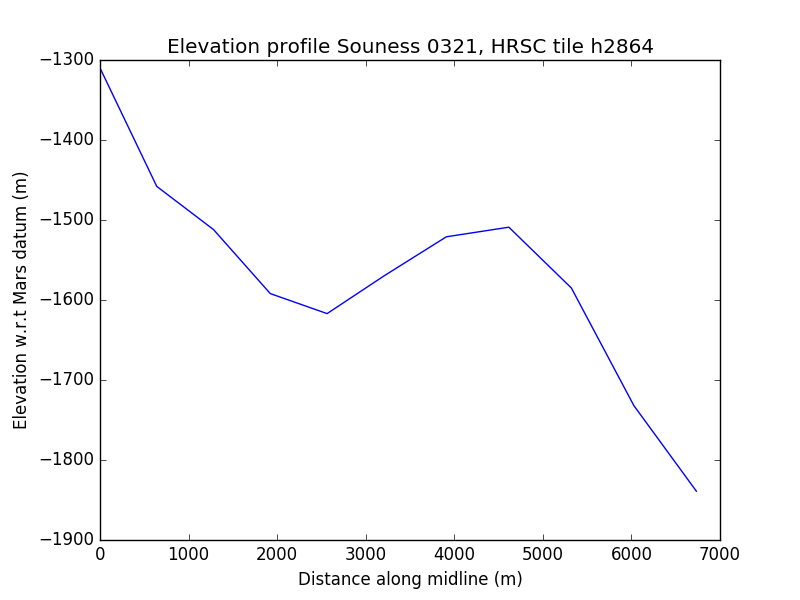 Elevation profile Souness 0321, HRSC tile h2864
−1300
−1400
−1500
−1600
−1700
−1800
−1900
Elevation w.r.t Mars datum (m)
0 1000 2000 3000 4000 5000 6000 7000
Distance along midline (m)